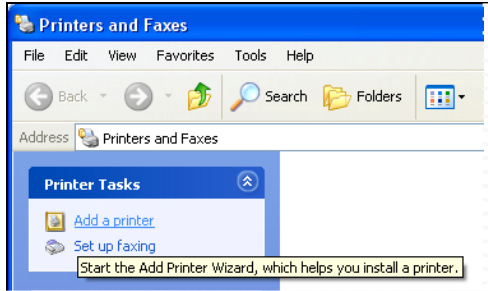 Printers and Faxes
File Edit View Favorites Tools Help
Back Search Folders
Address Printers and Faxes
Printer Tasks
Add a printer
Set up faxing
Start the Add Printer Wizard, which helps you install a printer.